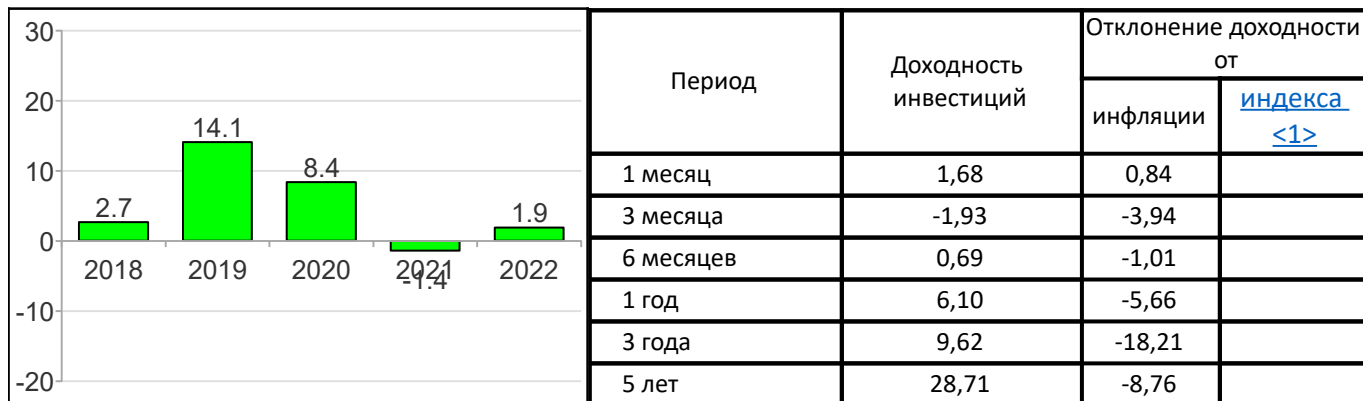 30
20
10
0
-10
-20
2.7
14.1
8.4
-1.4
1.9
2018 2019 2020 2021 2022
Период
Доходность
инвестиций
Отклонение доходности
от
инфляции
индекса
<1>
1 месяц 1,68 0,84
3 месяца -1,93 -3,94
6 месяцев 0,69 -1,01
1 год 6,10 -5,66
3 года 9,62 -18,21
5 лет 28,71 -8,76